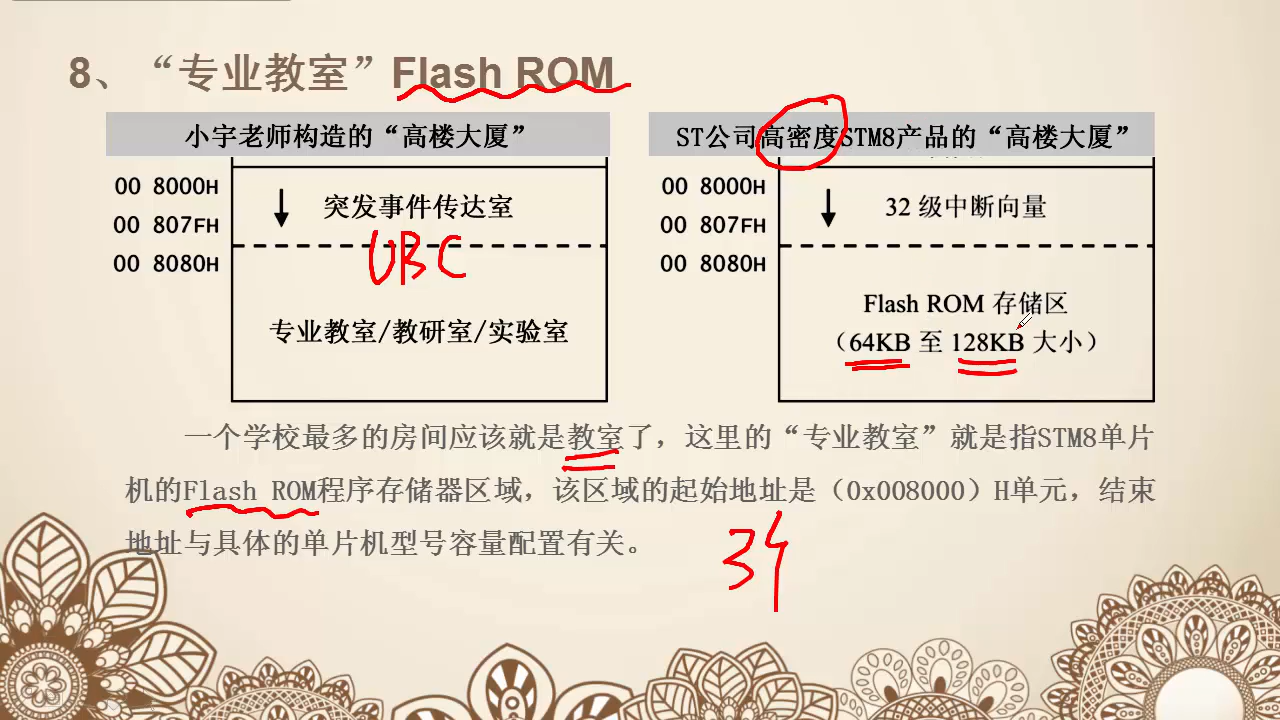 8、“专业教室”Flash ROM
小宇老师构造的“高楼大厦”
ST公司高密度STM8产品的“高楼大厦”
00 8000H
00 807FH
00 8080H
突发事件传达室
UBC
专业教室/教研室/实验室
00 8000H
00 807FH
00 8080H
32 级中断向量
Flash ROM 存储区
（64KB 至 128KB 大小）
一个学校最多的房间应该就是教室了，这里的“专业教室”就是指STM8单片
机的Flash ROM程序存储器区域，该区域的起始地址是（0x008000）H单元，结束
地址与具体的单片机型号容量配置有关。